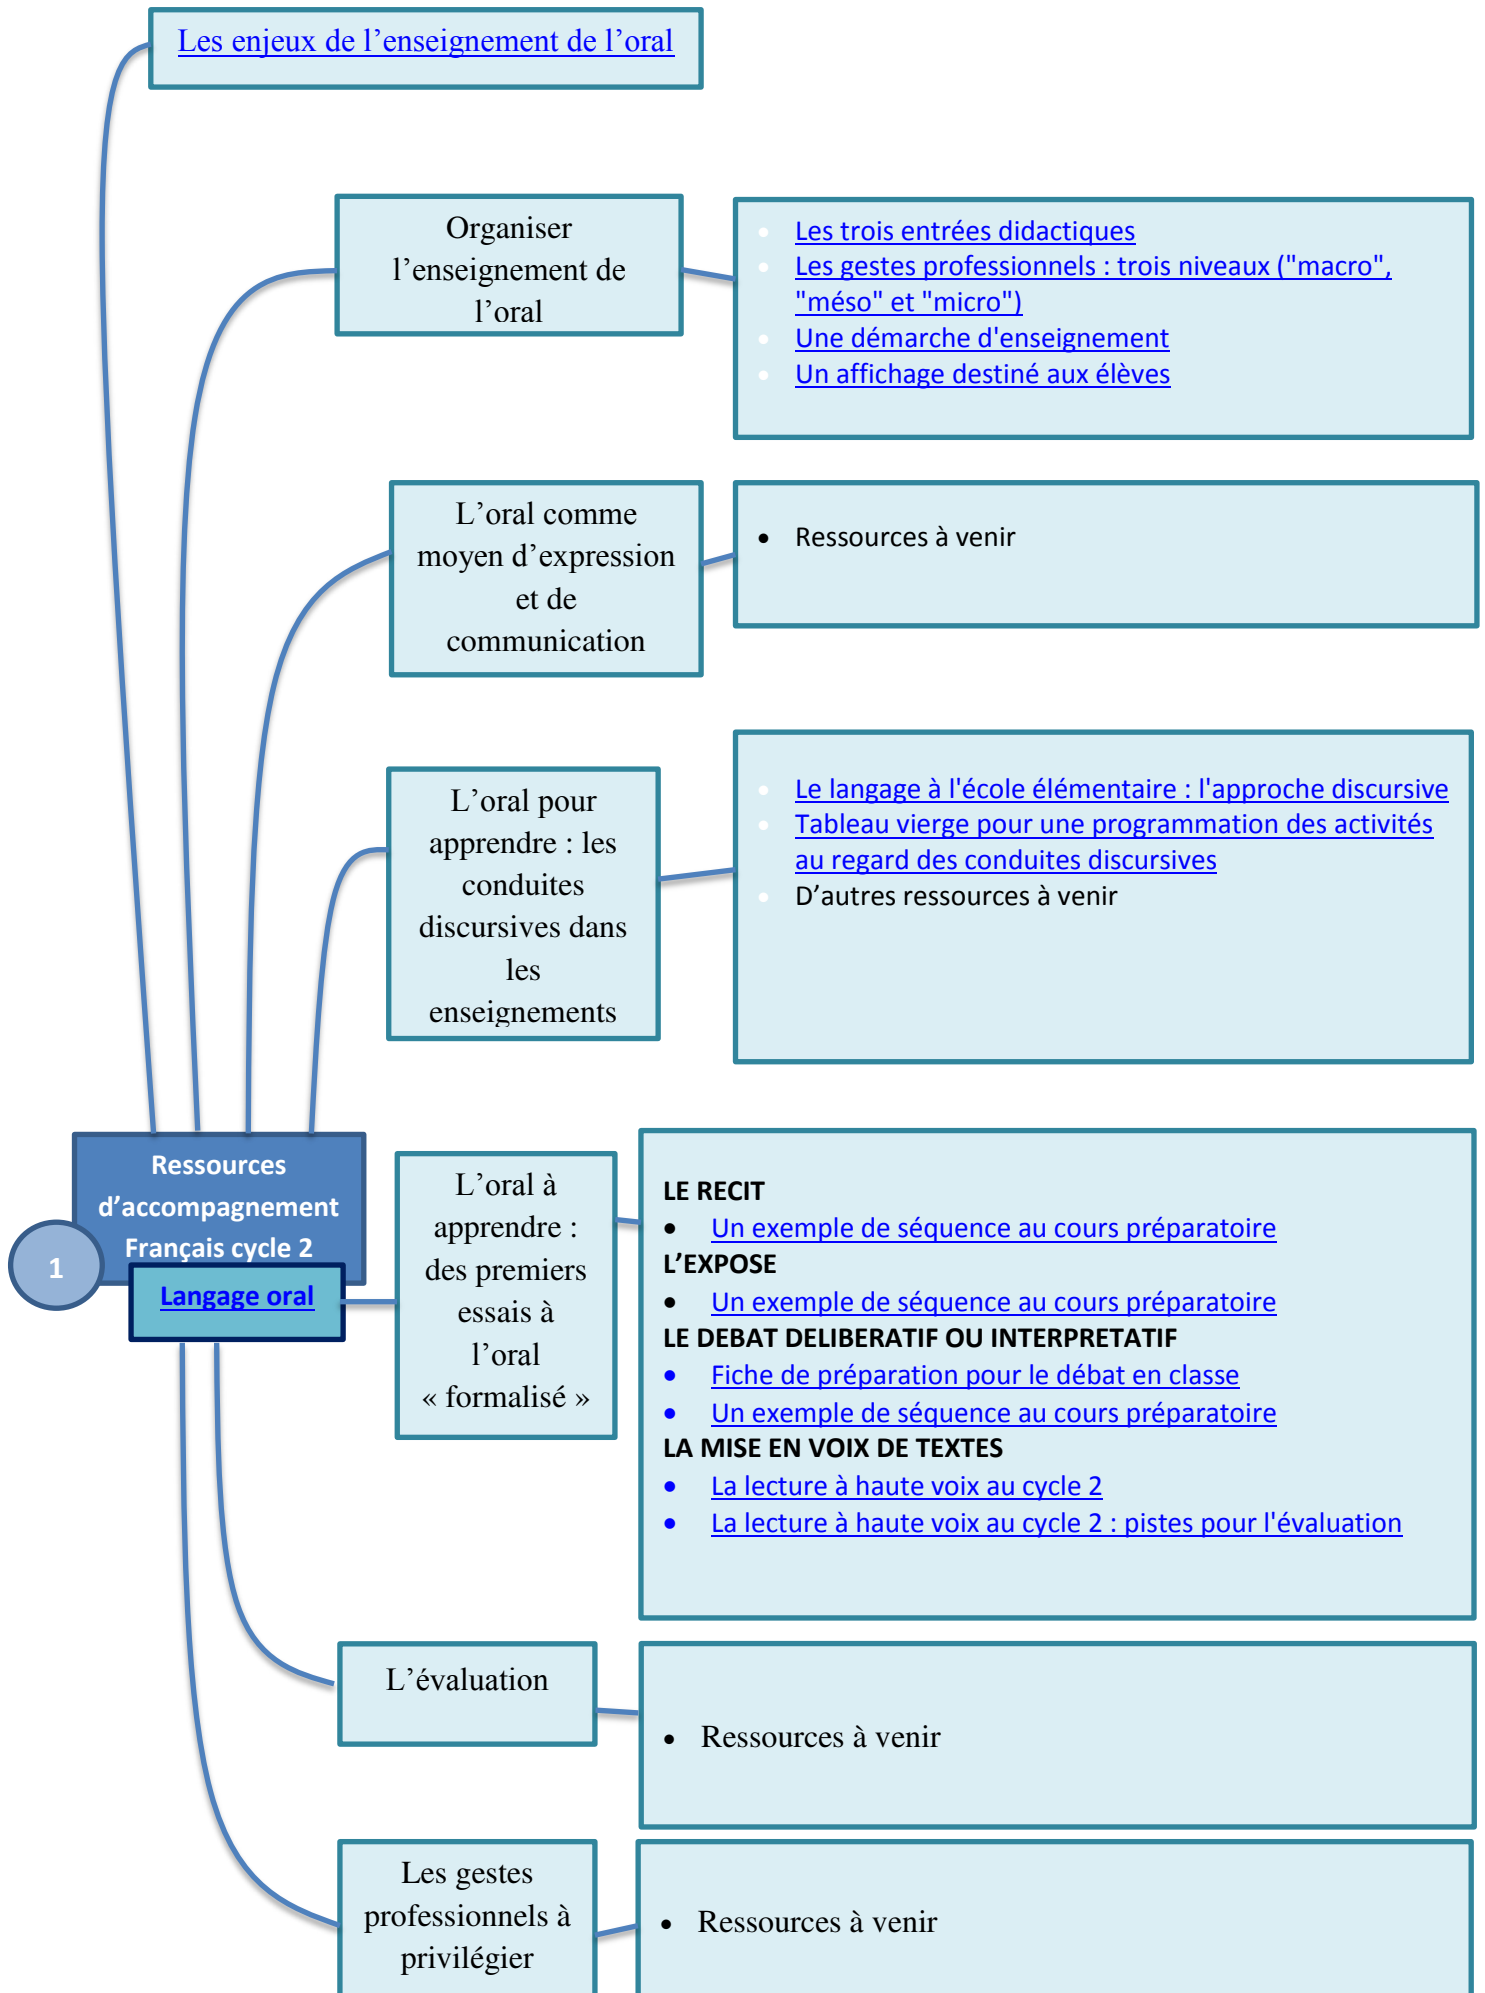 Les enjeux de l’enseignement de l’oral
Organiser
l’enseignement de
l’oral
Les trois entrées didactiques
Les gestes professionnels : trois niveaux ("macro",
"méso" et "micro")
Une démarche d'enseignement
Un affichage destiné aux élèves
L’oral comme
moyen d’expression
et de
communication
• Ressources à venir
L’oral pour
apprendre : les
conduites
discursives dans
les
enseignements
Le langage à l'école élémentaire : l'approche discursive
Tableau vierge pour une programmation des activités
au regard des conduites discursives
D’autres ressources à venir
Ressources
d’accompagnement
Français cycle 2
1
Langage oral
L’oral à
apprendre :
des premiers
essais à
l’oral
« formalisé »
LE RECIT
• Un exemple de séquence au cours préparatoire
L’EXPOSE
• Un exemple de séquence au cours préparatoire
LE DEBAT DELIBERATIF OU INTERPRETATIF
• Fiche de préparation pour le débat en classe
• Un exemple de séquence au cours préparatoire
LA MISE EN VOIX DE TEXTES
• La lecture à haute voix au cycle 2
• La lecture à haute voix au cycle 2 : pistes pour l'évaluation
L’évaluation
• Ressources à venir
Les gestes
professionnels à
privilégier
• Ressources à venir